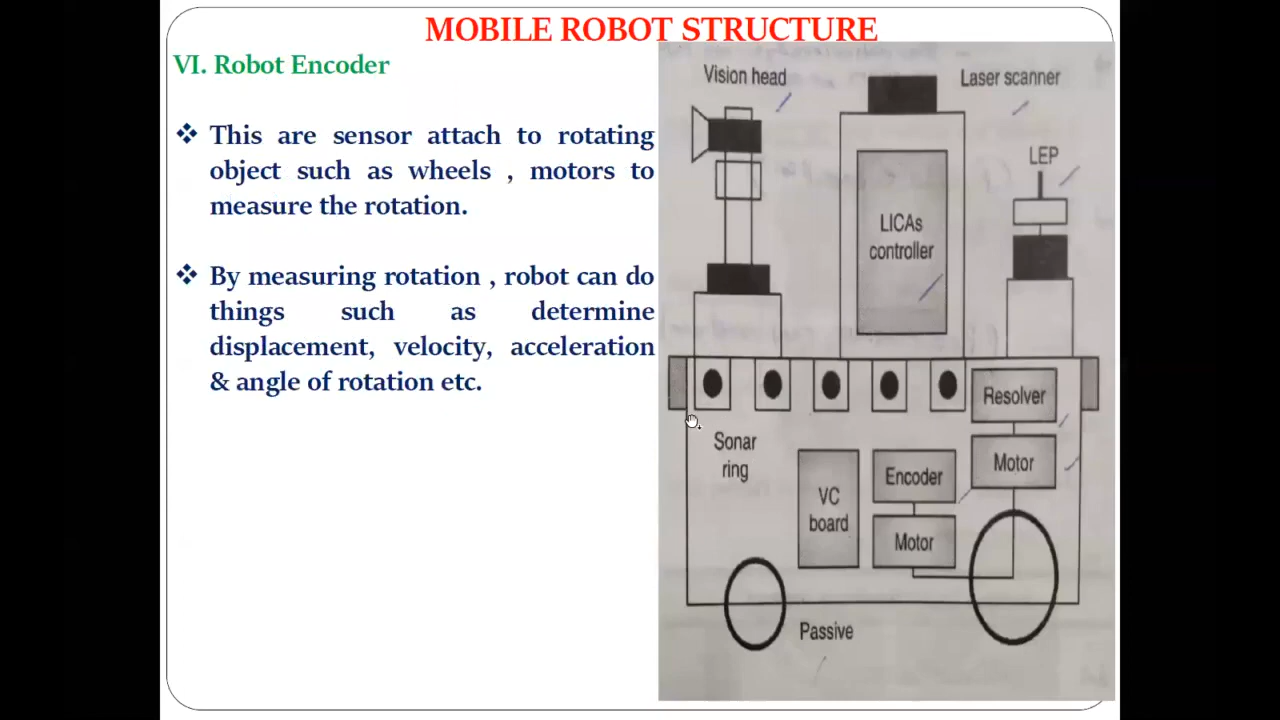 MOBILE ROBOT STRUCTURE
VI. Robot Encoder
❖ This are sensor attach to rotating
object such as wheels , motors to
measure the rotation.
❖ By measuring rotation , robot can do
things such as determine
displacement, velocity, acceleration
& angle of rotation etc.
Vision head
Laser scanner
LEP
LICAs
controller
Resolver
Sonar
ring
Motor
Encoder
VC
board
Motor
Passive